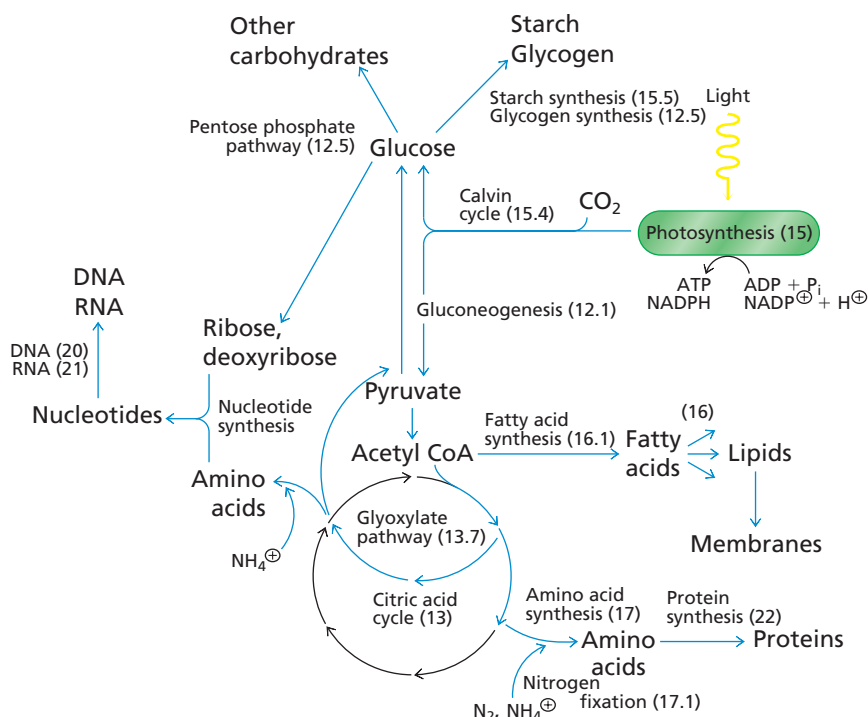 Other
carbohydrates
Starch
Glycogen
Starch synthesis (15.5)
Glycogen synthesis (12.5)
Light
Pentose phosphate
pathway (12.5)
Glucose
Calvin
cycle (15.4)
CO₂
Photosynthesis (15)
ATP
NADPH
ADP + Pᵢ
NADP⊕ + H⊕
DNA
RNA
Gluconeogenesis (12.1)
Ribose,
deoxyribose
DNA (20)
RNA (21)
Nucleotides
Nucleotide
synthesis
Pyruvate
Fatty acid
synthesis (16.1)
(16)
Acetyl CoA
Fatty
acids
Lipids
Amino
acids
Glyoxylate
pathway (13.7)
NH₄⊕
Membranes
Citric acid
cycle (13)
Amino acid
synthesis (17)
Protein
synthesis (22)
Amino
acids
Proteins
Nitrogen
fixation (17.1)
N₂, NH₄⊕